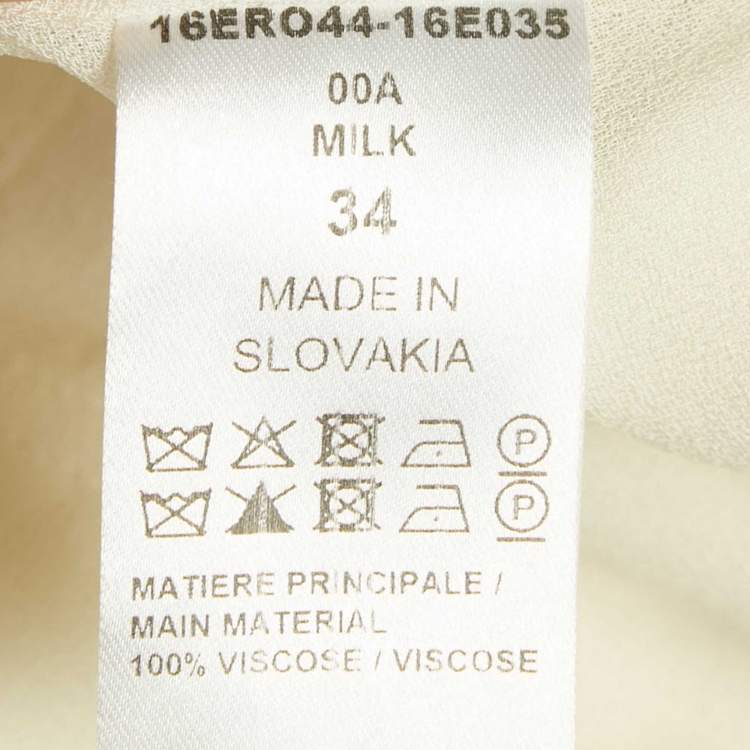 16ERO44-16E035
00A
MILK
34
MADE IN
SLOVAKIA
P
P
MATIERE PRINCIPALE /
MAIN MATERIAL
100% VISCOSE / VISCOSE